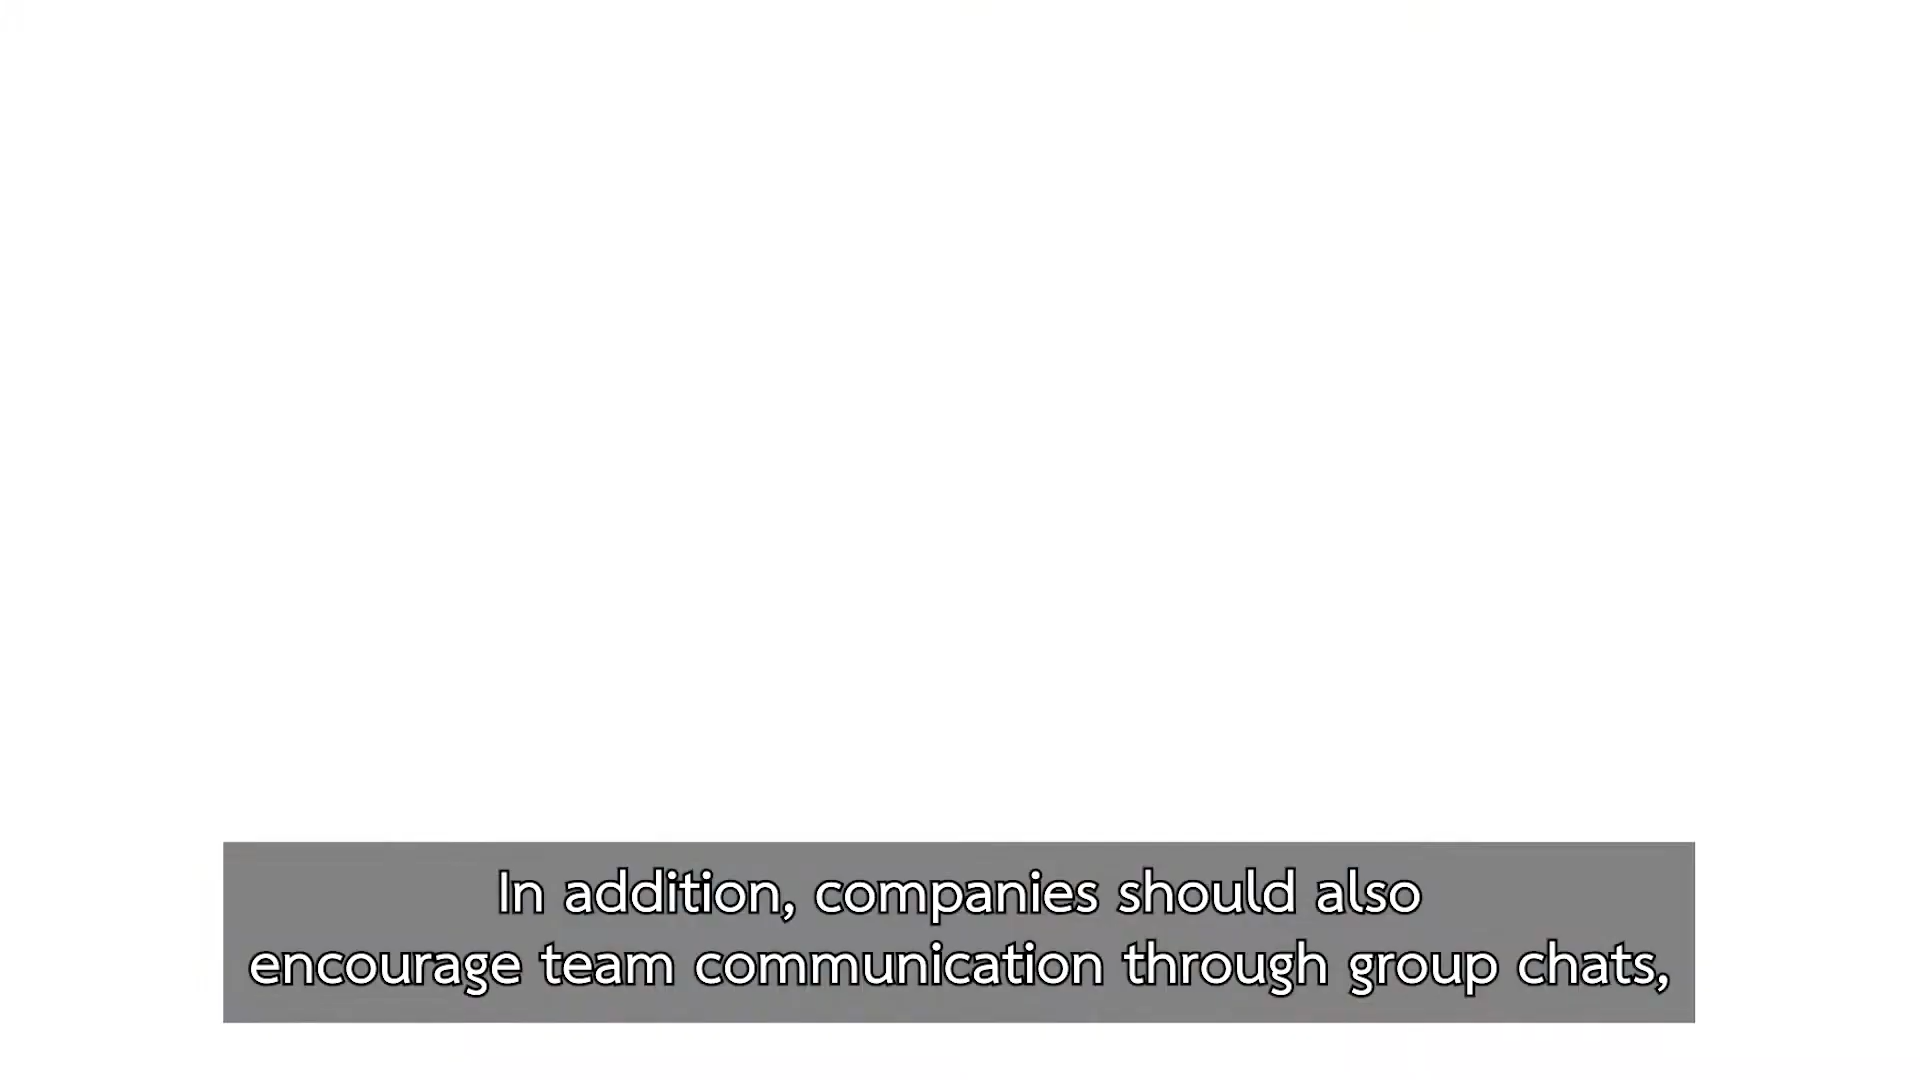 In addition, companies should also
encourage team communication through group chats,